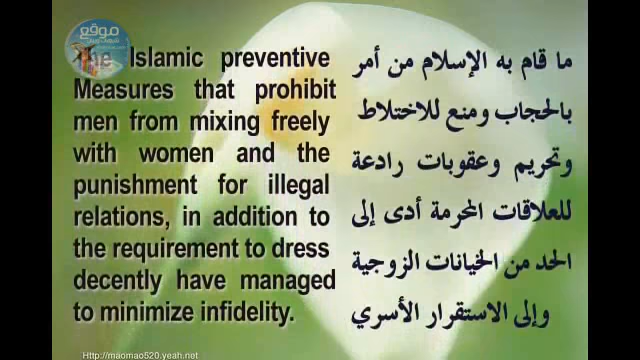 موقع
The Islamic preventive
Measures that prohibit
men from mixing freely
with women and the
punishment for illegal
relations, in addition to
the requirement to dress
decently have managed
to minimize infidelity.
ما قام به الإسلام من أمر
بالحجاب ومنع للاختلاط
وتحريم وعقوبات رادعة
للعلاقات المحرمة أدى إلى
الحد من الخيانات الزوجية
وإلى الاستقرار الأسري
Http://maomao520.yeah.net